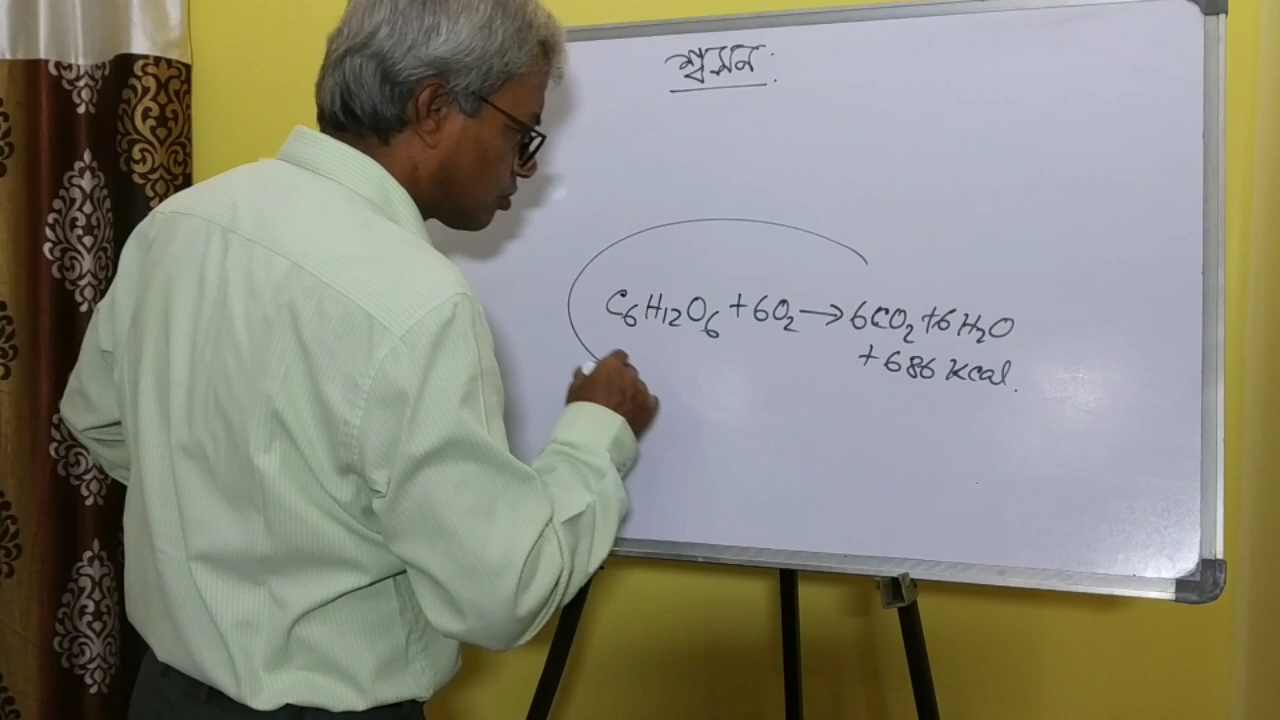 শ্বসন:
C₆H₁₂O₆ + 6O₂ → 6CO₂ + 6H₂O
+ 686 Kcal.